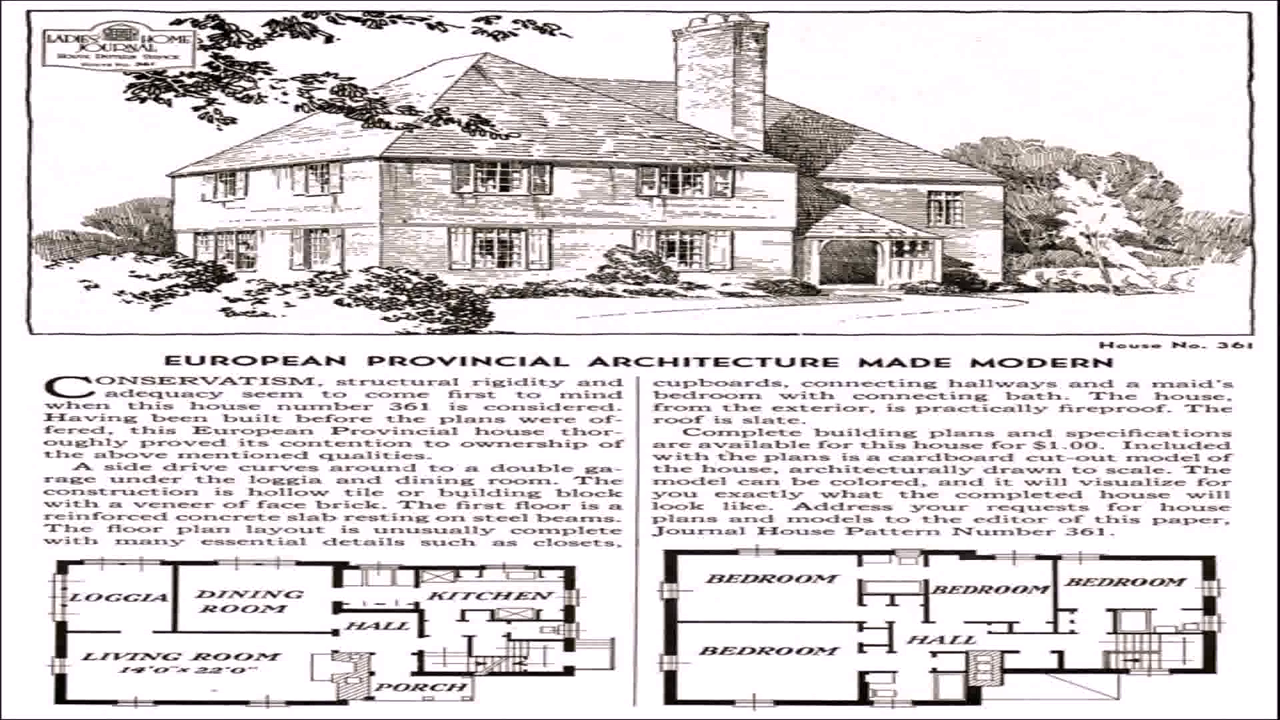 LADIES' HOME
JOURNAL
HOUSE PATTERN SERVICE
HOUSE No. 361
House No. 361
EUROPEAN PROVINCIAL ARCHITECTURE MADE MODERN
CONSERVATISM, structural rigidity and
adequacy seem to come first to mind
when this house number 361 is considered.
Having been built before the plans were of-
fered, this European Provincial house thor-
oughly proved its contention to ownership of
the above mentioned qualities.
A side drive curves around to a double ga-
rage under the loggia and dining room. The
construction is hollow tile or building block
with a veneer of face brick. The first floor is a
reinforced concrete slab resting on steel beams.
The floor plan layout is unusually complete
with many essential details such as closets,
cupboards, connecting hallways and a maid's
bedroom with connecting bath. The house,
from the exterior, is practically fireproof. The
roof is slate.
Complete building plans and specifications
are available for this house for $1.00. Included
with the plans is a cardboard cut-out model of
the house, architecturally drawn to scale. The
model can be colored, and it will visualize for
you exactly what the completed house will
look like. Address your requests for house
plans and models to the editor of this paper,
Journal House Pattern Number 361.
LOGGIA
DINING
ROOM
KITCHEN
HALL
LIVING ROOM
14'0" x 22'0"
PORCH
BEDROOM
BEDROOM
BEDROOM
HALL
BEDROOM